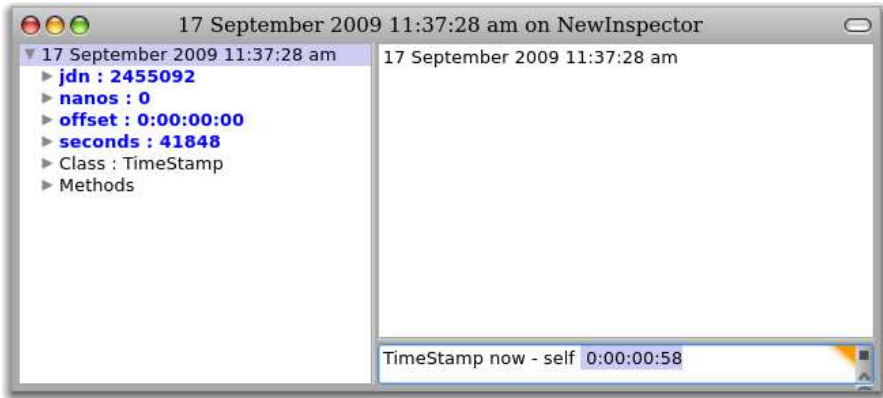 17 September 2009 11:37:28 am on NewInspector
17 September 2009 11:37:28 am
jdn : 2455092
nanos : 0
offset : 0:00:00:00
seconds : 41848
Class : TimeStamp
Methods
17 September 2009 11:37:28 am
TimeStamp now - self 0:00:00:58